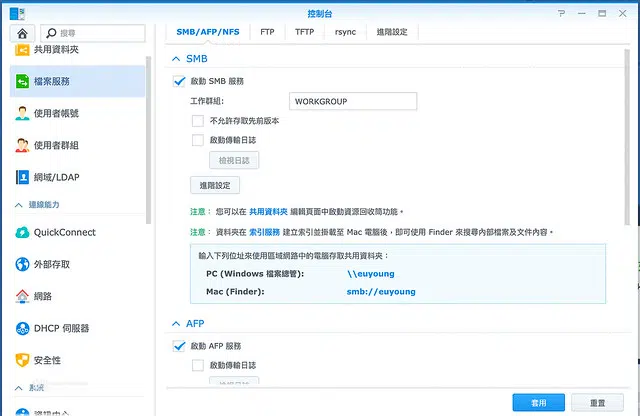 控制台
搜尋
SMB/AFP/NFS FTP TFTP rsync 進階設定
共用資料夾
檔案服務
使用者帳號
使用者群組
網域/LDAP
連線能力
QuickConnect
外部存取
網路
DHCP 伺服器
安全性
系統
資訊中心
SMB
啟動 SMB 服務
工作群組: WORKGROUP
不允許存取先前版本
啟動傳輸日誌
檢視日誌
進階設定
注意： 您可以在 共用資料夾 編輯頁面中啟動資源回收筒功能。
注意： 資料夾在 索引服務 建立索引並掛載至 Mac 電腦後，即可使用 Finder 來搜尋內部檔案及文件內容。
輸入下列位址來使用區域網路中的電腦存取共用資料夾：
PC (Windows 檔案總管): \\euyoung
Mac (Finder): smb://euyoung
AFP
啟動 AFP 服務
啟動傳輸日誌
檢視日誌
套用 重置